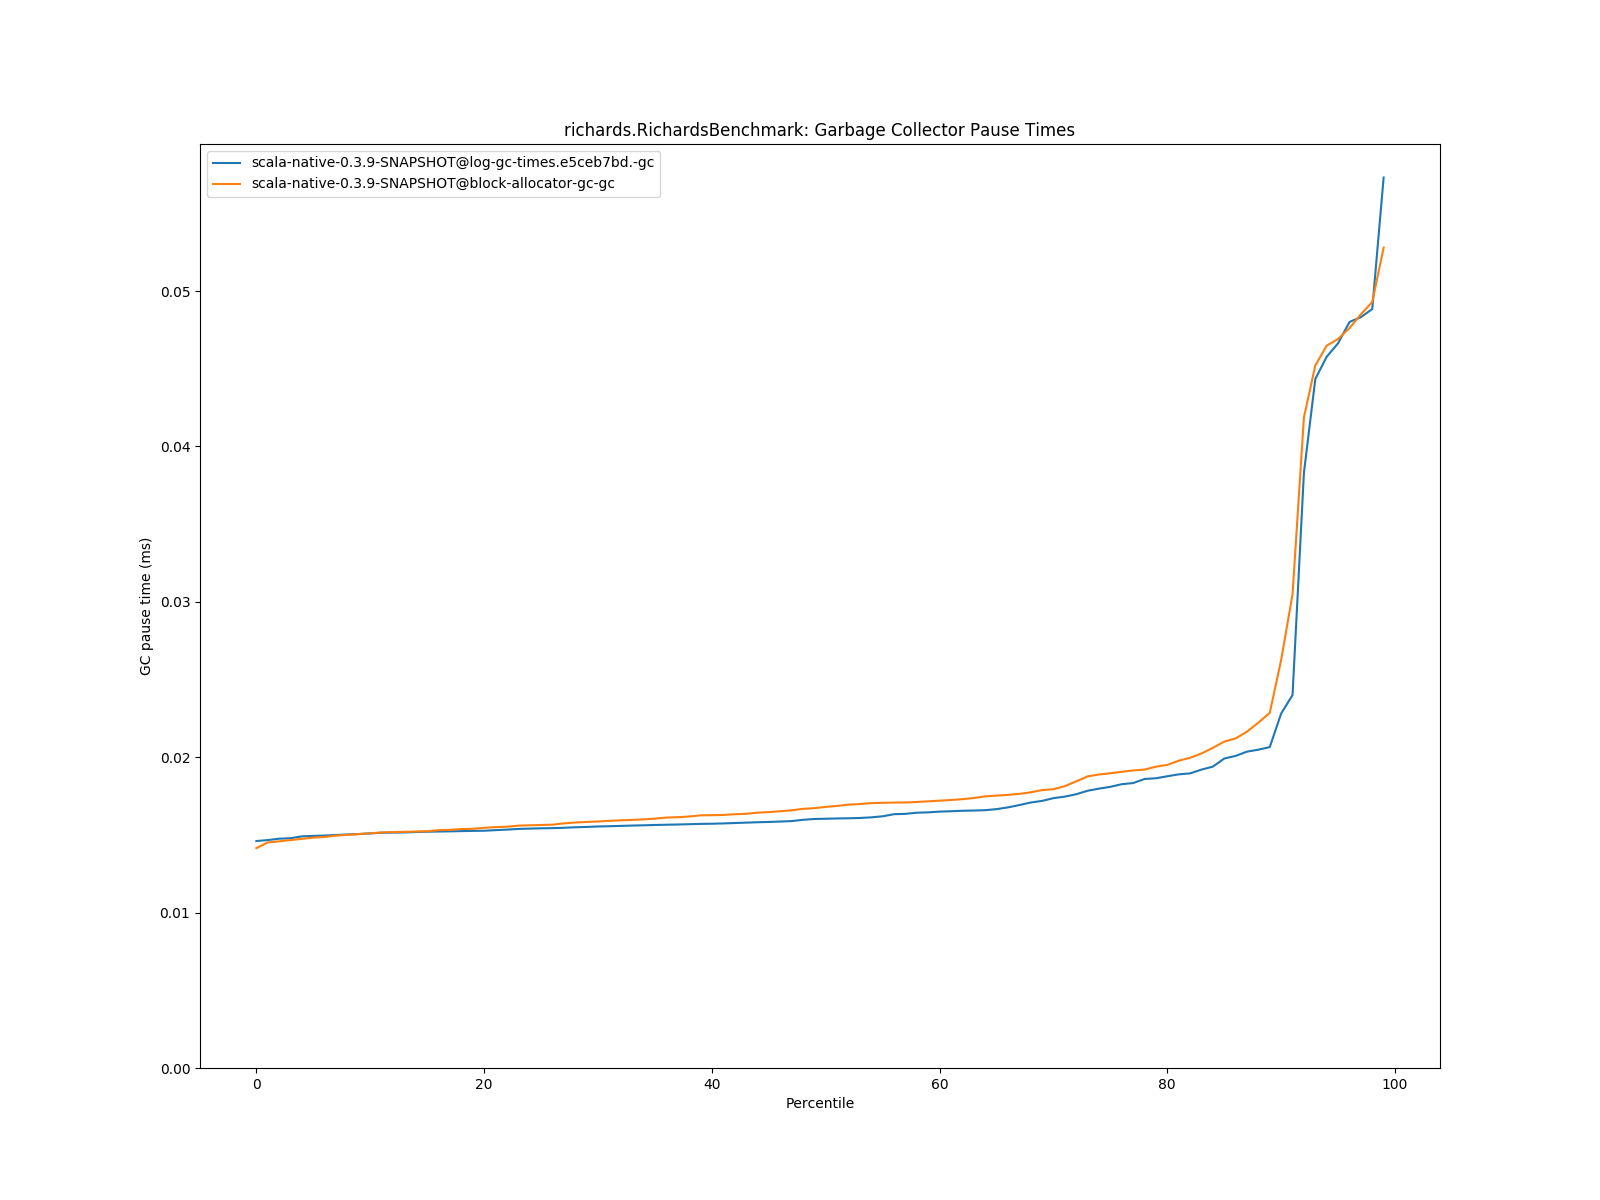 richards.RichardsBenchmark: Garbage Collector Pause Times
scala-native-0.3.9-SNAPSHOT@log-gc-times.e5ceb7bd.-gc
scala-native-0.3.9-SNAPSHOT@block-allocator-gc-gc
GC pause time (ms)
0.05
0.04
0.03
0.02
0.01
0.00
0 20 40 60 80 100
Percentile